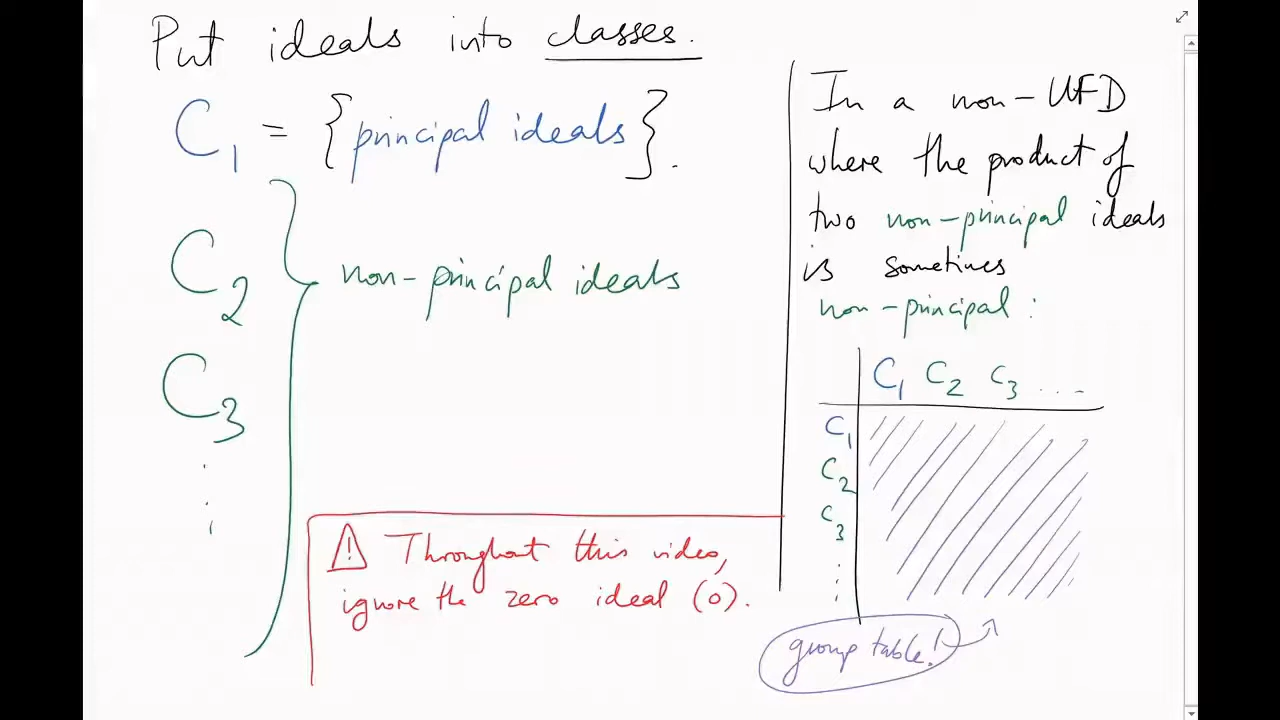 Put ideals into classes.
C₁ = {principal ideals}.
C₂
non-principal ideals
C₃
⋮
⚠ Throughout this video,
ignore the zero ideal (0).
In a non-UFD
where the product of
two non-principal ideals
is sometimes
non-principal:
C₁ C₂ C₃ ....
C₁
C₂
C₃
⋮
group table!